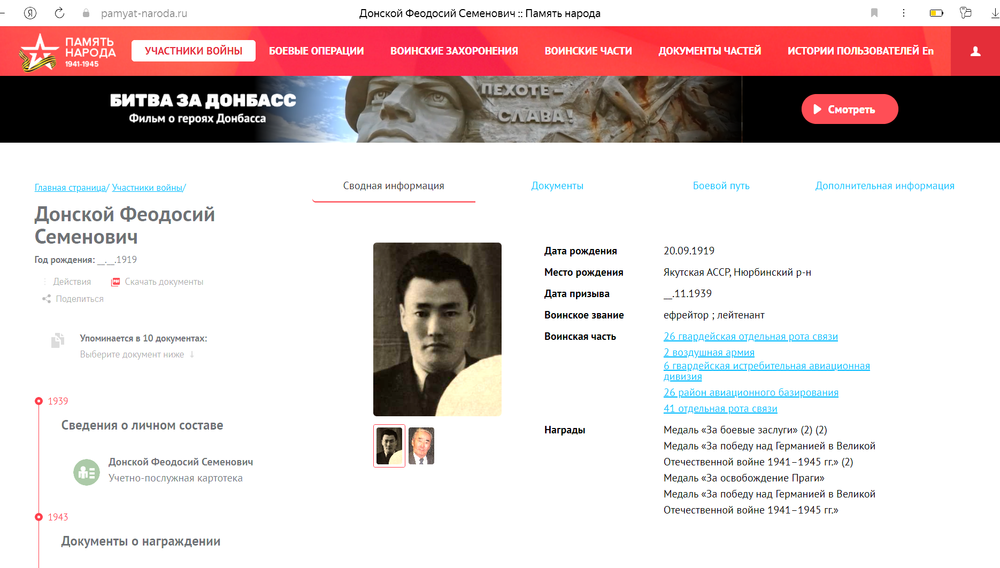 pamyat-naroda.ru
Донской Феодосий Семенович :: Память народа
ПАМЯТЬ
НАРОДА
1941-1945
УЧАСТНИКИ ВОЙНЫ
БОЕВЫЕ ОПЕРАЦИИ
ВОИНСКИЕ ЗАХОРОНЕНИЯ
ВОИНСКИЕ ЧАСТИ
ДОКУМЕНТЫ ЧАСТЕЙ
ИСТОРИИ ПОЛЬЗОВАТЕЛЕЙ En
БИТВА ЗА ДОНБАСС
Фильм о героях Донбасса
ПЕХОТЕ –
СЛАВА!
Смотреть
Главная страница/ Участники войны/
Сводная информация
Документы
Боевой путь
Дополнительная информация
Донской Феодосий
Семенович
Год рождения: __.__.1919
Действия
PDF Скачать документы
Поделиться
Упоминается в 10 документах:
Выберите документ ниже ↓
1939
Сведения о личном составе
Донской Феодосий Семенович
Учетно-послужная картотека
1943
Документы о награждении
Дата рождения 20.09.1919
Место рождения Якутская АССР, Нюрбинский р-н
Дата призыва __.11.1939
Воинское звание ефрейтор ; лейтенант
Воинская часть 26 гвардейская отдельная рота связи
2 воздушная армия
6 гвардейская истребительная авиационная
дивизия
26 район авиационного базирования
41 отдельная рота связи
Награды Медаль «За боевые заслуги» (2) (2)
Медаль «За победу над Германией в Великой
Отечественной войне 1941–1945 гг.» (2)
Медаль «За освобождение Праги»
Медаль «За победу над Германией в Великой
Отечественной войне 1941–1945 гг.»